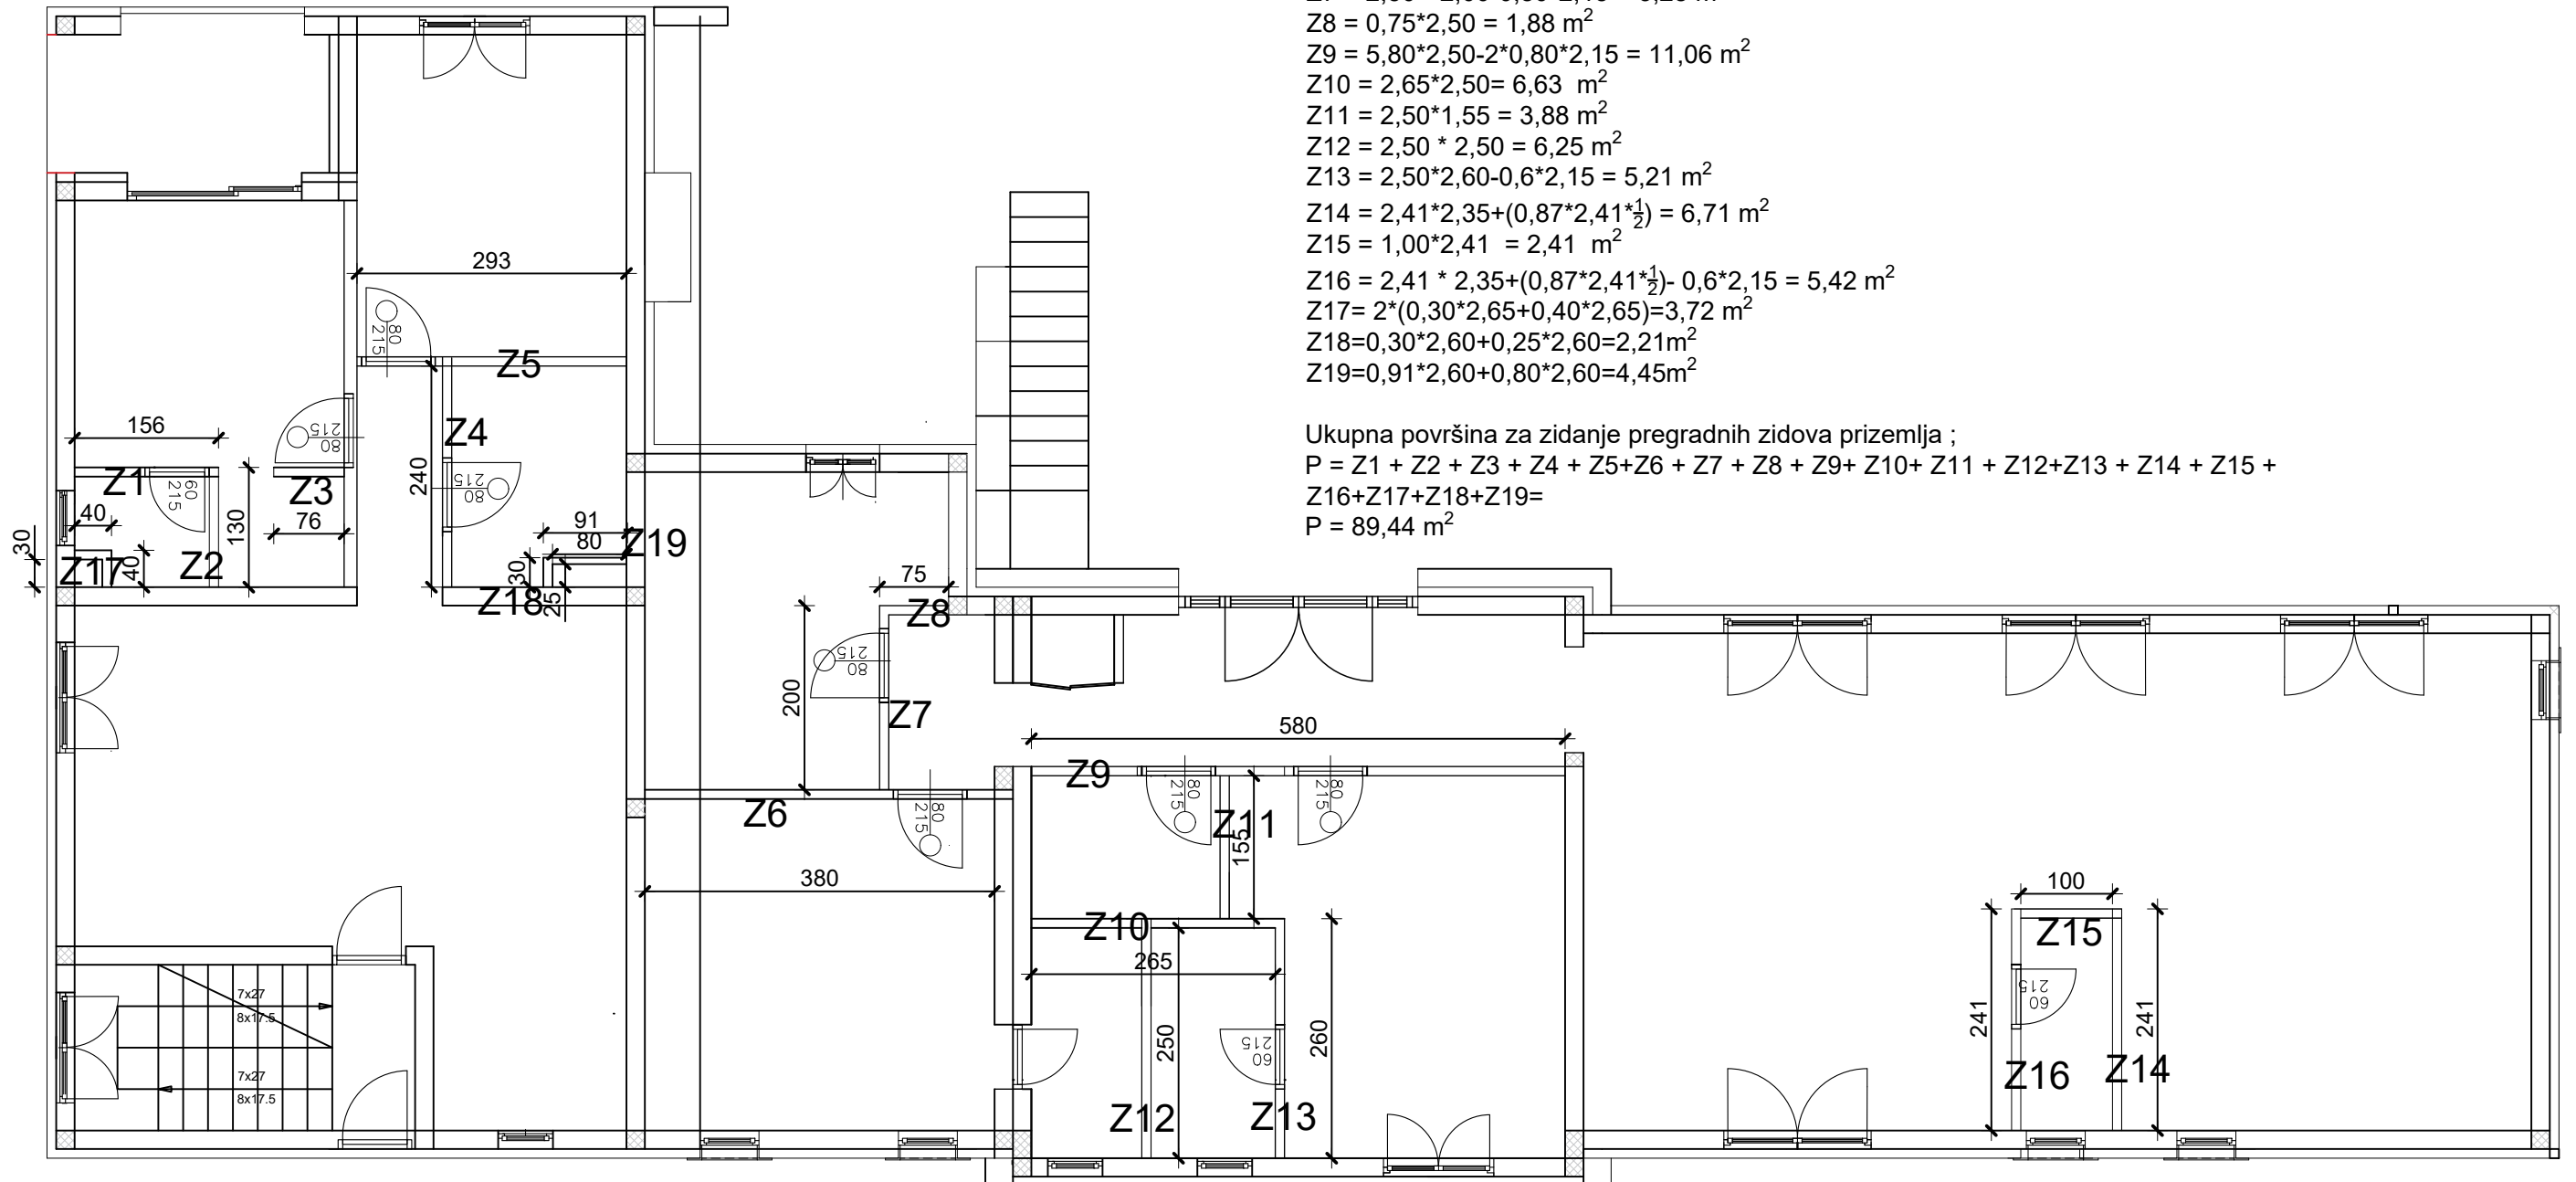 Z8 = 0,75*2,50 = 1,88 m²
Z9 = 5,80*2,50-2*0,80*2,15 = 11,06 m²
Z10 = 2,65*2,50= 6,63 m²
Z11 = 2,50*1,55 = 3,88 m²
Z12 = 2,50 * 2,50 = 6,25 m²
Z13 = 2,50*2,60-0,6*2,15 = 5,21 m²
Z14 = 2,41*2,35+(0,87*2,41*½) = 6,71 m²
Z15 = 1,00*2,41 = 2,41 m²
Z16 = 2,41 * 2,35+(0,87*2,41*½)- 0,6*2,15 = 5,42 m²
Z17= 2*(0,30*2,65+0,40*2,65)=3,72 m²
Z18=0,30*2,60+0,25*2,60=2,21m²
Z19=0,91*2,60+0,80*2,60=4,45m²
Ukupna površina za zidanje pregradnih zidova prizemlja ;
P = Z1 + Z2 + Z3 + Z4 + Z5+Z6 + Z7 + Z8 + Z9+ Z10+ Z11 + Z12+Z13 + Z14 + Z15 +
Z16+Z17+Z18+Z19=
P = 89,44 m²
293
80
215
Z5
156
80
215
Z4
240
Z1
60
215
Z3
80
215
130
76
40
91
80
Z19
30
Z17
40
Z2
30
Z18
25
75
Z8
80
215
200
Z7
580
Z9
80
215
80
215
Z6
80
215
Z11
155
380
100
Z10
Z15
265
7x27
8x17.5
60
215
241
241
250
60
215
260
7x27
8x17.5
Z16
Z14
Z12
Z13